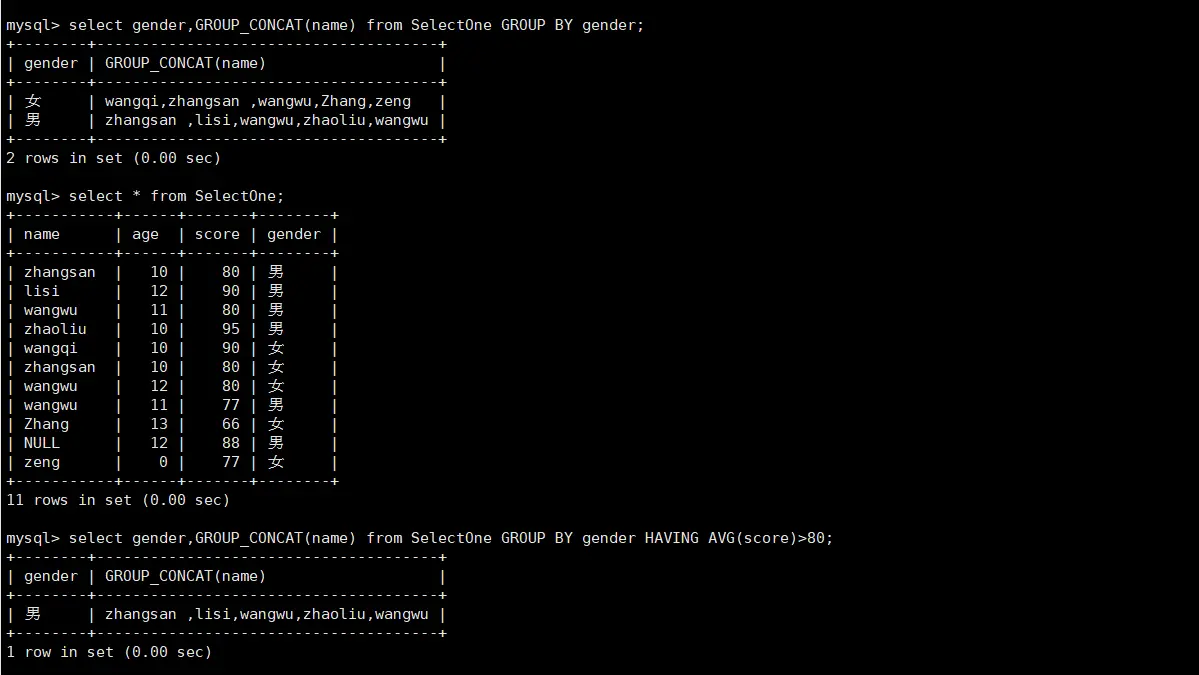 mysql> select gender,GROUP_CONCAT(name) from SelectOne GROUP BY gender;
+--------+--------------------------------------+
| gender | GROUP_CONCAT(name)                   |
+--------+--------------------------------------+
| 女     | wangqi,zhangsan ,wangwu,Zhang,zeng   |
| 男     | zhangsan ,lisi,wangwu,zhaoliu,wangwu |
+--------+--------------------------------------+
2 rows in set (0.00 sec)
mysql> select * from SelectOne;
+-----------+------+-------+--------+
| name      | age  | score | gender |
+-----------+------+-------+--------+
| zhangsan  |   10 |    80 | 男     |
| lisi      |   12 |    90 | 男     |
| wangwu    |   11 |    80 | 男     |
| zhaoliu   |   10 |    95 | 男     |
| wangqi    |   10 |    90 | 女     |
| zhangsan  |   10 |    80 | 女     |
| wangwu    |   12 |    80 | 女     |
| wangwu    |   11 |    77 | 男     |
| Zhang     |   13 |    66 | 女     |
| NULL      |   12 |    88 | 男     |
| zeng      |    0 |    77 | 女     |
+-----------+------+-------+--------+
11 rows in set (0.00 sec)
mysql> select gender,GROUP_CONCAT(name) from SelectOne GROUP BY gender HAVING AVG(score)>80;
+--------+--------------------------------------+
| gender | GROUP_CONCAT(name)                   |
+--------+--------------------------------------+
| 男     | zhangsan ,lisi,wangwu,zhaoliu,wangwu |
+--------+--------------------------------------+
1 row in set (0.00 sec)